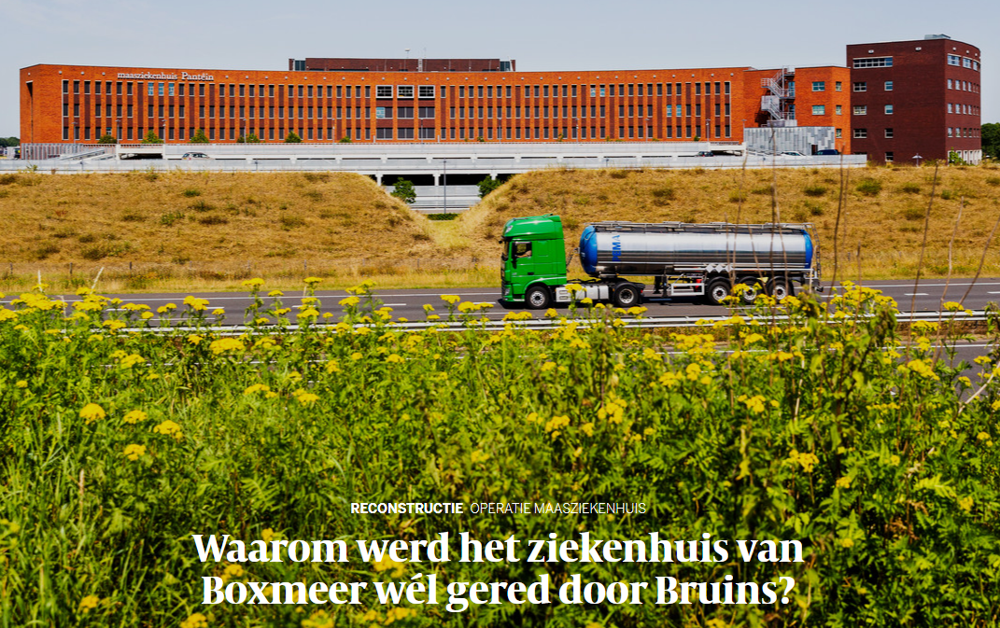 maasziekenhuis Pantein
RECONSTRUCTIE OPERATIE MAASZIEKENHUIS
Waarom werd het ziekenhuis van
Boxmeer wél gered door Bruins?